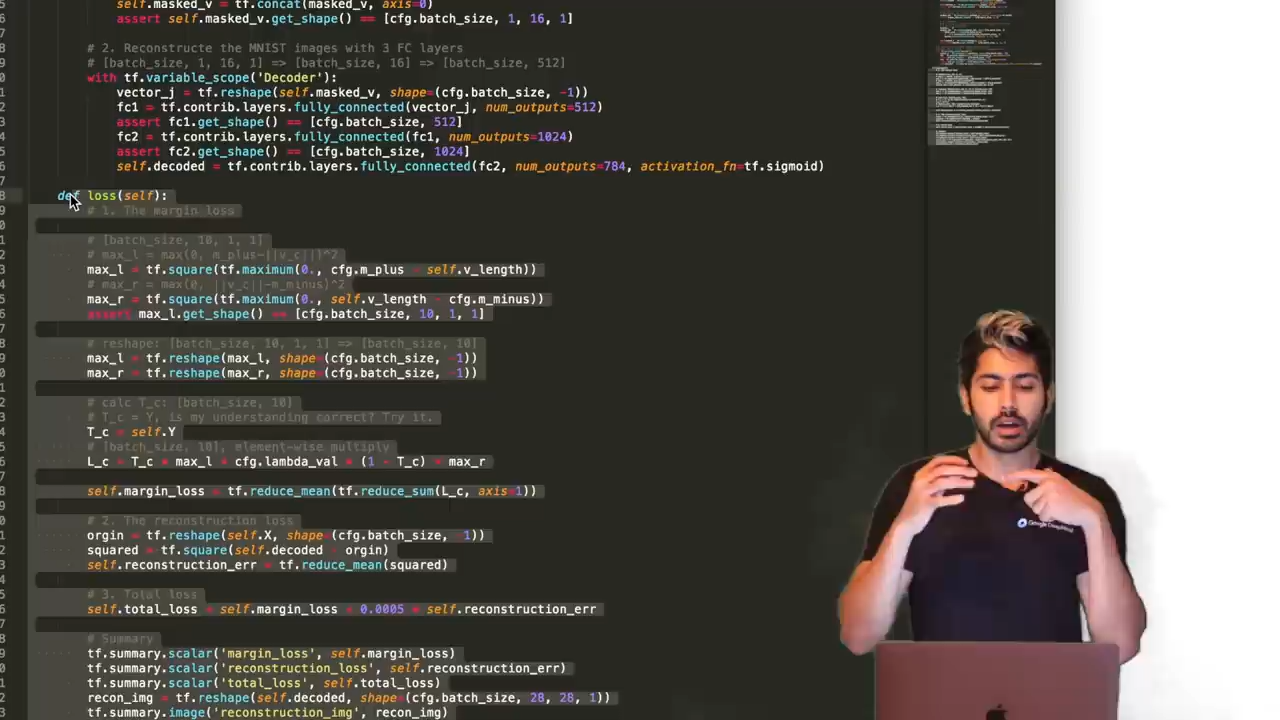 self.masked_v = tf.concat(masked_v, axis=0)
assert self.masked_v.get_shape() == [cfg.batch_size, 1, 16, 1]
# 2. Reconstructe the MNIST images with 3 FC layers
# [batch_size, 1, 16, 1] => [batch_size, 16] => [batch_size, 512]
with tf.variable_scope('Decoder'):
vector_j = tf.reshape(self.masked_v, shape=(cfg.batch_size, -1))
fc1 = tf.contrib.layers.fully_connected(vector_j, num_outputs=512)
assert fc1.get_shape() == [cfg.batch_size, 512]
fc2 = tf.contrib.layers.fully_connected(fc1, num_outputs=1024)
assert fc2.get_shape() == [cfg.batch_size, 1024]
self.decoded = tf.contrib.layers.fully_connected(fc2, num_outputs=784, activation_fn=tf.sigmoid)
def loss(self):
# 1. The margin loss
# [batch_size, 10, 1, 1]
# max_l = max(0, m_plus-||v_c||)^2
max_l = tf.square(tf.maximum(0., cfg.m_plus - self.v_length))
# max_r = max(0, ||v_c||-m_minus)^2
max_r = tf.square(tf.maximum(0., self.v_length - cfg.m_minus))
assert max_l.get_shape() == [cfg.batch_size, 10, 1, 1]
# reshape: [batch_size, 10, 1, 1] => [batch_size, 10]
max_l = tf.reshape(max_l, shape=(cfg.batch_size, -1))
max_r = tf.reshape(max_r, shape=(cfg.batch_size, -1))
# calc T_c: [batch_size, 10]
# T_c = Y, is my understanding correct? Try it.
T_c = self.Y
# [batch_size, 10], element-wise multiply
L_c = T_c * max_l + cfg.lambda_val * (1 - T_c) * max_r
self.margin_loss = tf.reduce_mean(tf.reduce_sum(L_c, axis=1))
# 2. The reconstruction loss
orgin = tf.reshape(self.X, shape=(cfg.batch_size, -1))
squared = tf.square(self.decoded - orgin)
self.reconstruction_err = tf.reduce_mean(squared)
# 3. Total loss
self.total_loss = self.margin_loss + 0.0005 * self.reconstruction_err
# Summary
tf.summary.scalar('margin_loss', self.margin_loss)
tf.summary.scalar('reconstruction_loss', self.reconstruction_err)
tf.summary.scalar('total_loss', self.total_loss)
recon_img = tf.reshape(self.decoded, shape=(cfg.batch_size, 28, 28, 1))
tf.summary.image('reconstruction_img', recon_img)
Google DeepMind